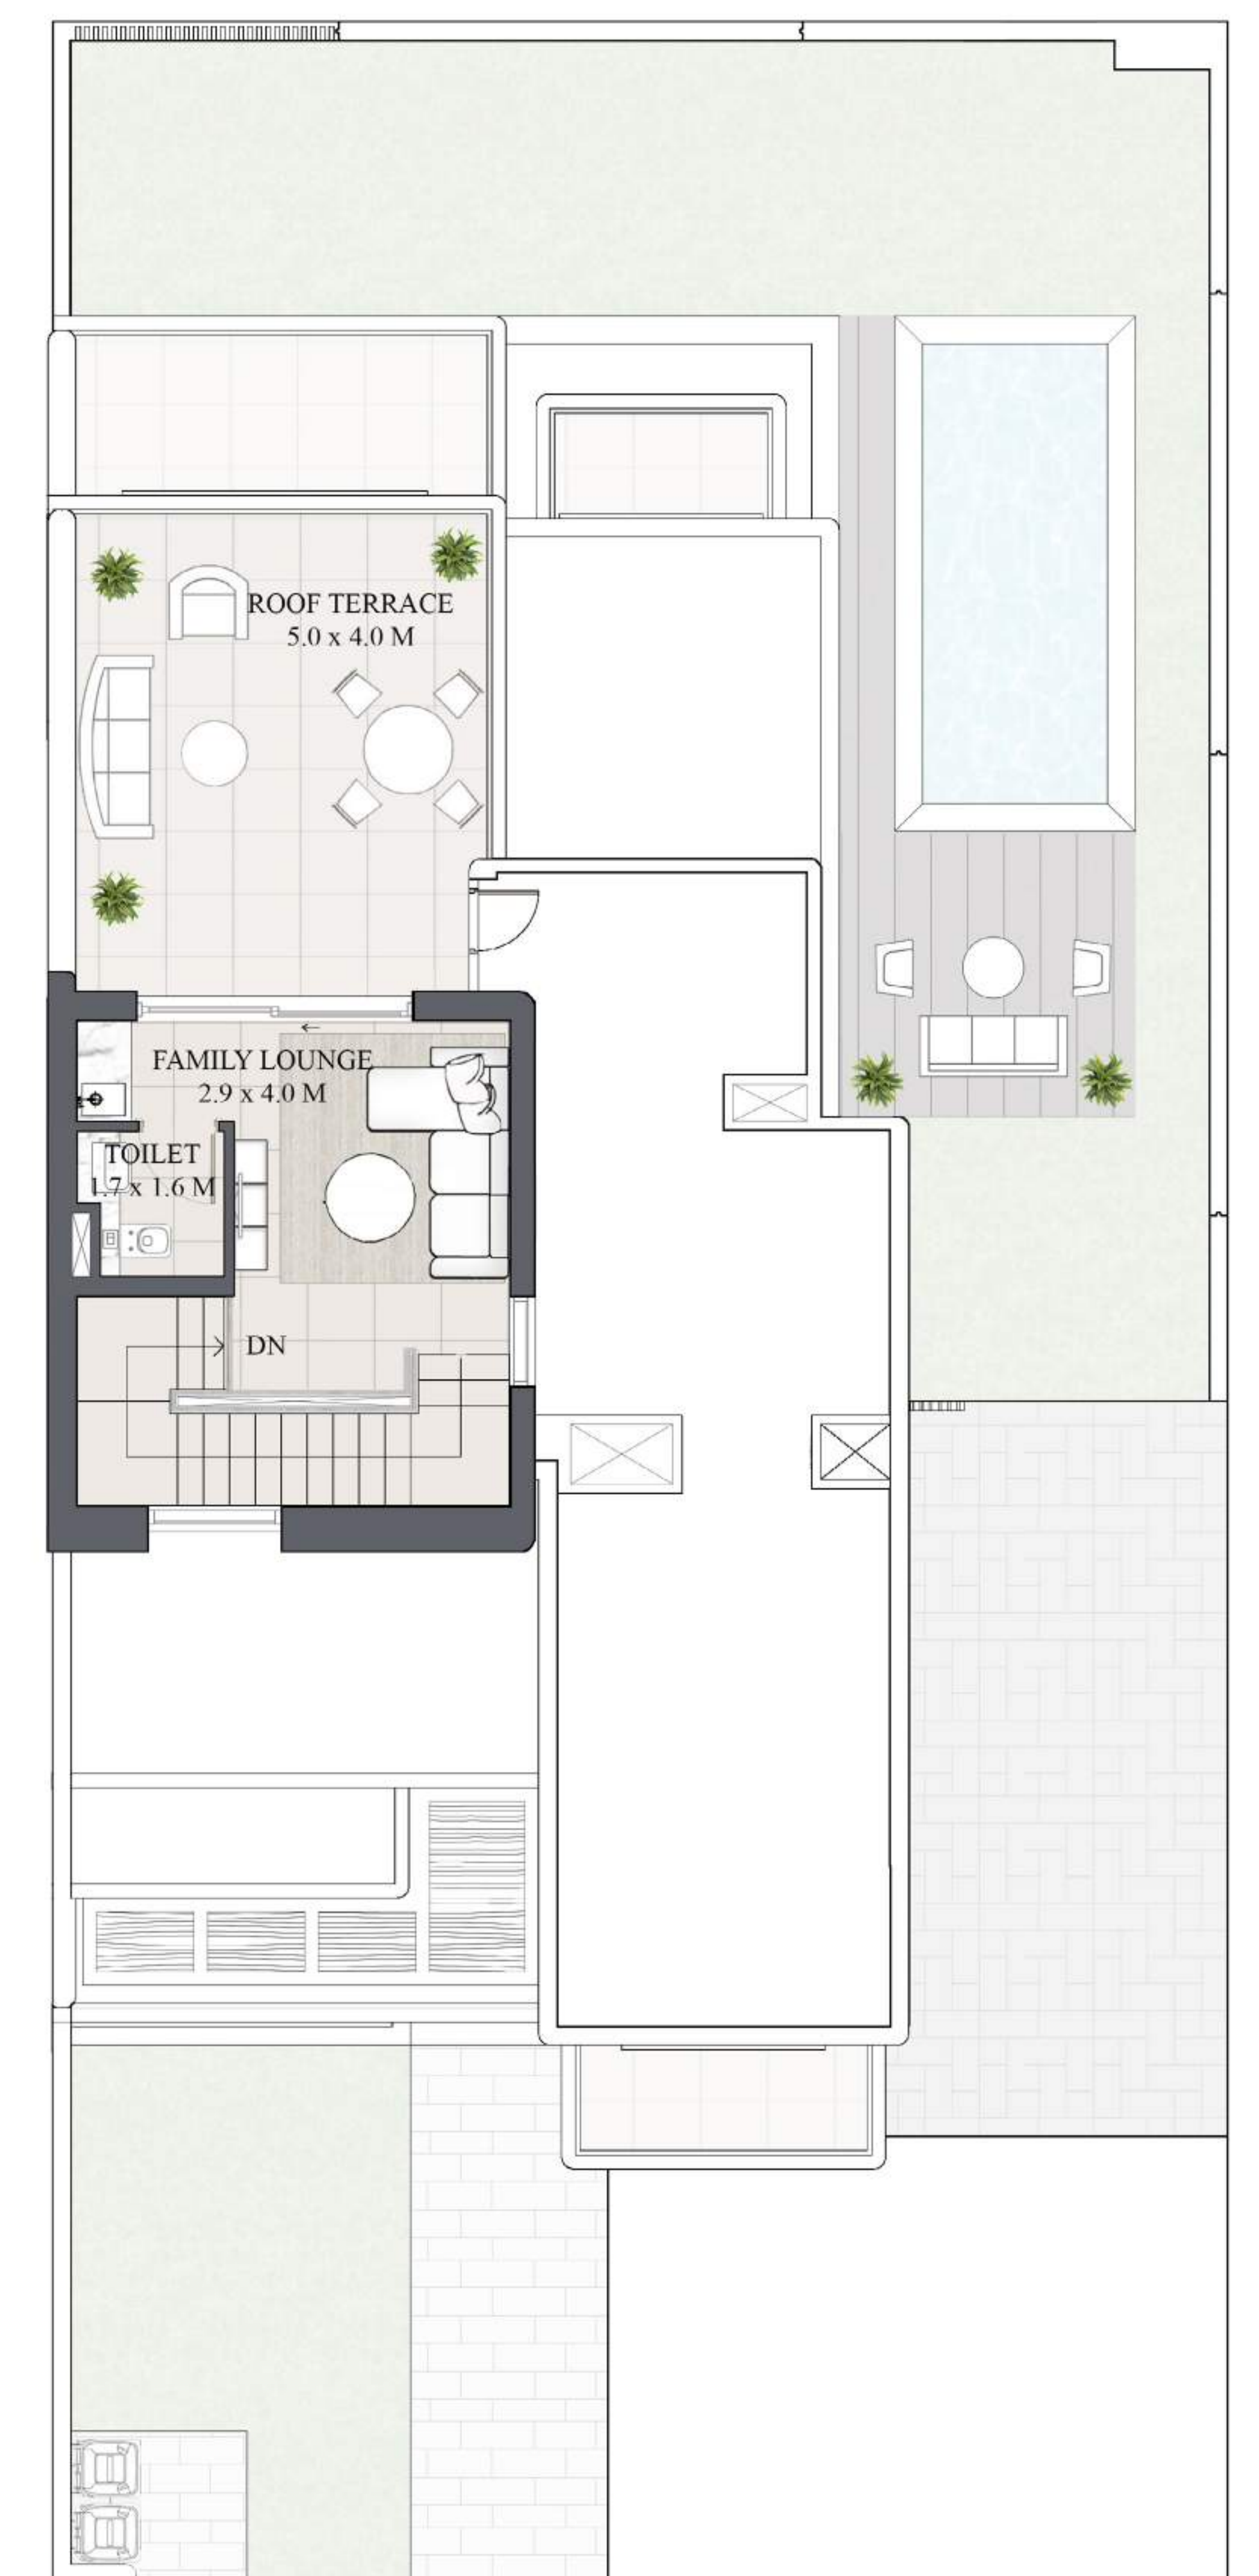 ROOF TERRACE
5.0 x 4.0 M
FAMILY LOUNGE
2.9 x 4.0 M
TOILET
1.7 x 1.6 M
DN